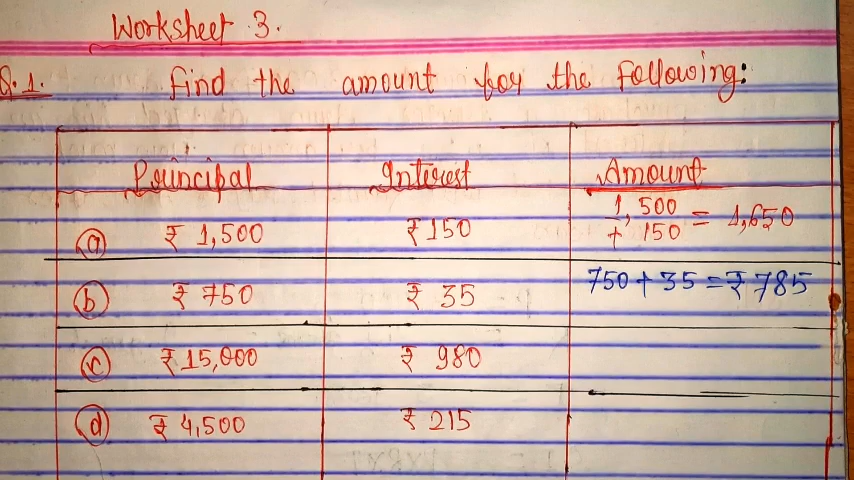 Worksheet 3.
Q.1. Find the amount for the following:
Principal Interest Amount
(a) ₹ 1,500 ₹ 150 1,500 + 150 = 1,650
(b) ₹ 750 ₹ 35 750 + 35 = ₹ 785
(c) ₹ 15,000 ₹ 980
(d) ₹ 4,500 ₹ 215